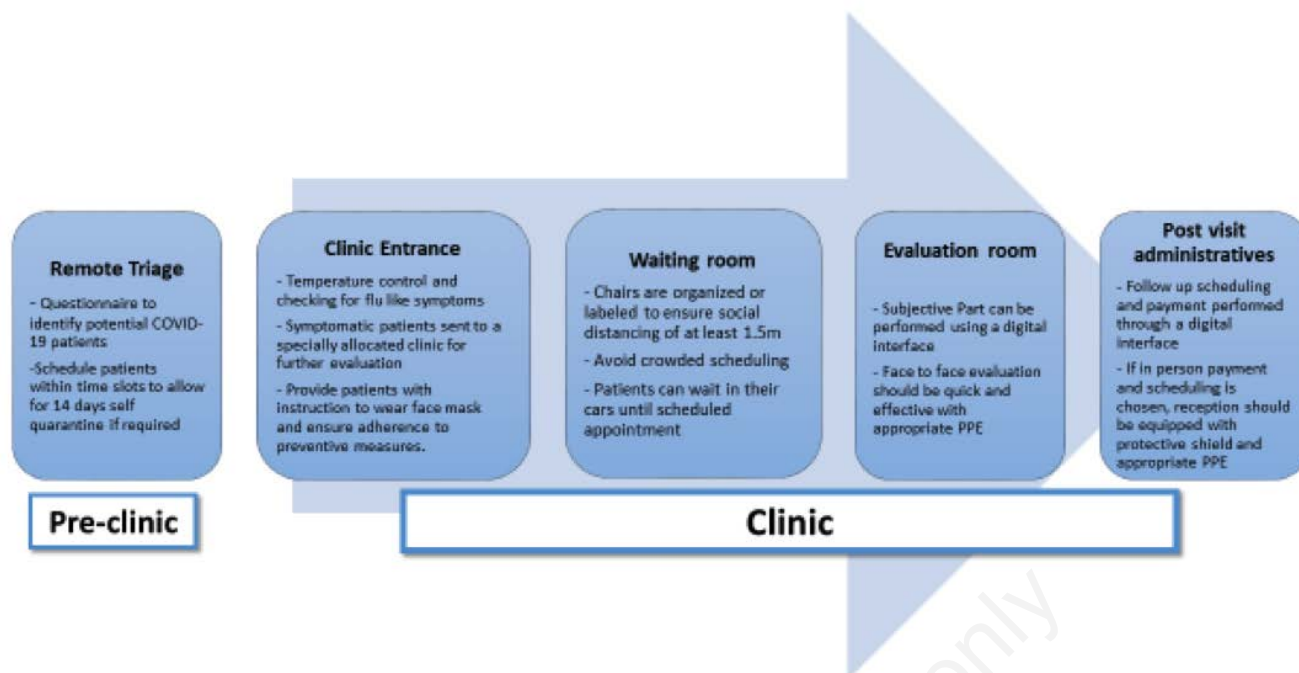 Remote Triage
- Questionnaire to
identify potential COVID-
19 patients
-Schedule patients
within time slots to allow
for 14 days self
quarantine if required
Clinic Entrance
- Temperature control and
checking for flu like symptoms
- Symptomatic patients sent to a
specially allocated clinic for
further evaluation
- Provide patients with
instruction to wear face mask
and ensure adherence to
preventive measures.
Waiting room
- Chairs are organized or
labeled to ensure social
distancing of at least 1.5m
- Avoid crowded scheduling
- Patients can wait in their
cars until scheduled
appointment
Evaluation room
- Subjective Part can be
performed using a digital
interface
- Face to face evaluation
should be quick and
effective with
appropriate PPE
Post visit
administratives
- Follow up scheduling
and payment performed
through a digital
interface
- If in person payment
and scheduling is
chosen, reception should
be equipped with
protective shield and
appropriate PPE
Pre-clinic
Clinic
only